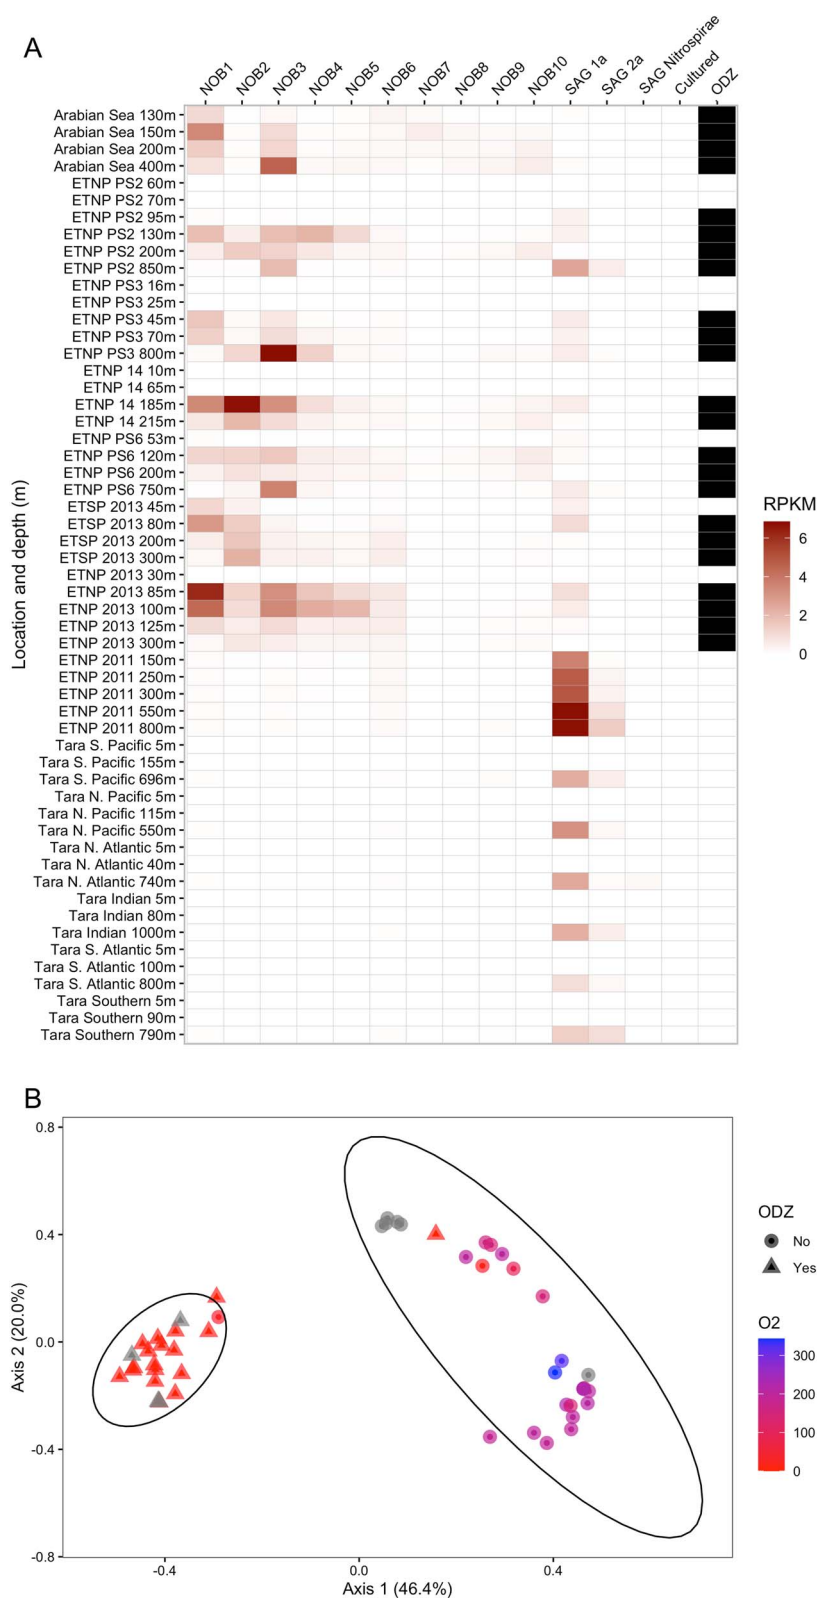 A
NOB1 NOB2 NOB3 NOB4 NOB5 NOB6 NOB7 NOB8 NOB9 NOB10 SAG 1a SAG 2a SAG Nitrospirae Cultured ODZ
Location and depth (m)
Arabian Sea 130m
Arabian Sea 150m
Arabian Sea 200m
Arabian Sea 400m
ETNP PS2 60m
ETNP PS2 70m
ETNP PS2 95m
ETNP PS2 130m
ETNP PS2 200m
ETNP PS2 850m
ETNP PS3 16m
ETNP PS3 25m
ETNP PS3 45m
ETNP PS3 70m
ETNP PS3 800m
ETNP 14 10m
ETNP 14 65m
ETNP 14 185m
ETNP 14 215m
ETNP PS6 53m
ETNP PS6 120m
ETNP PS6 200m
ETNP PS6 750m
ETSP 2013 45m
ETSP 2013 80m
ETSP 2013 200m
ETSP 2013 300m
ETNP 2013 30m
ETNP 2013 85m
ETNP 2013 100m
ETNP 2013 125m
ETNP 2013 300m
ETNP 2011 150m
ETNP 2011 250m
ETNP 2011 300m
ETNP 2011 550m
ETNP 2011 800m
Tara S. Pacific 5m
Tara S. Pacific 155m
Tara S. Pacific 696m
Tara N. Pacific 5m
Tara N. Pacific 115m
Tara N. Pacific 550m
Tara N. Atlantic 5m
Tara N. Atlantic 40m
Tara N. Atlantic 740m
Tara Indian 5m
Tara Indian 80m
Tara Indian 1000m
Tara S. Atlantic 5m
Tara S. Atlantic 100m
Tara S. Atlantic 800m
Tara Southern 5m
Tara Southern 90m
Tara Southern 790m
RPKM
6
4
2
0
B
Axis 2 (20.0%)
0.8
0.4
0.0
-0.4
-0.8
-0.4 0.0 0.4
Axis 1 (46.4%)
ODZ
No
Yes
O2
300
200
100
0